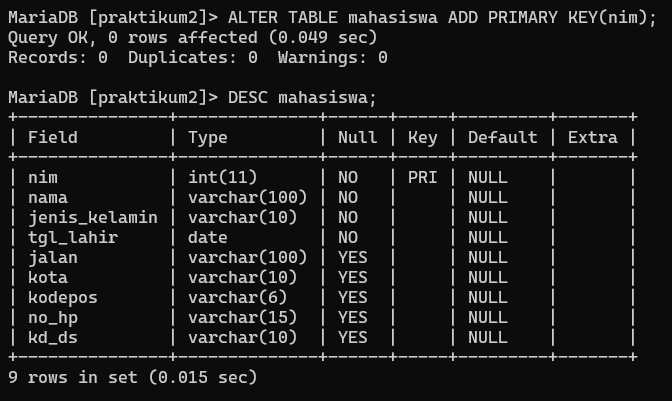 MariaDB [praktikum2]> ALTER TABLE mahasiswa ADD PRIMARY KEY(nim);
Query OK, 0 rows affected (0.049 sec)
Records: 0  Duplicates: 0  Warnings: 0

MariaDB [praktikum2]> DESC mahasiswa;
+---------------+--------------+------+-----+---------+-------+
| Field         | Type         | Null | Key | Default | Extra |
+---------------+--------------+------+-----+---------+-------+
| nim           | int(11)      | NO   | PRI | NULL    |       |
| nama          | varchar(100) | NO   |     | NULL    |       |
| jenis_kelamin | varchar(10)  | NO   |     | NULL    |       |
| tgl_lahir     | date         | NO   |     | NULL    |       |
| jalan         | varchar(100) | YES  |     | NULL    |       |
| kota          | varchar(10)  | YES  |     | NULL    |       |
| kodepos       | varchar(6)   | YES  |     | NULL    |       |
| no_hp         | varchar(15)  | YES  |     | NULL    |       |
| kd_ds         | varchar(10)  | YES  |     | NULL    |       |
+---------------+--------------+------+-----+---------+-------+
9 rows in set (0.015 sec)